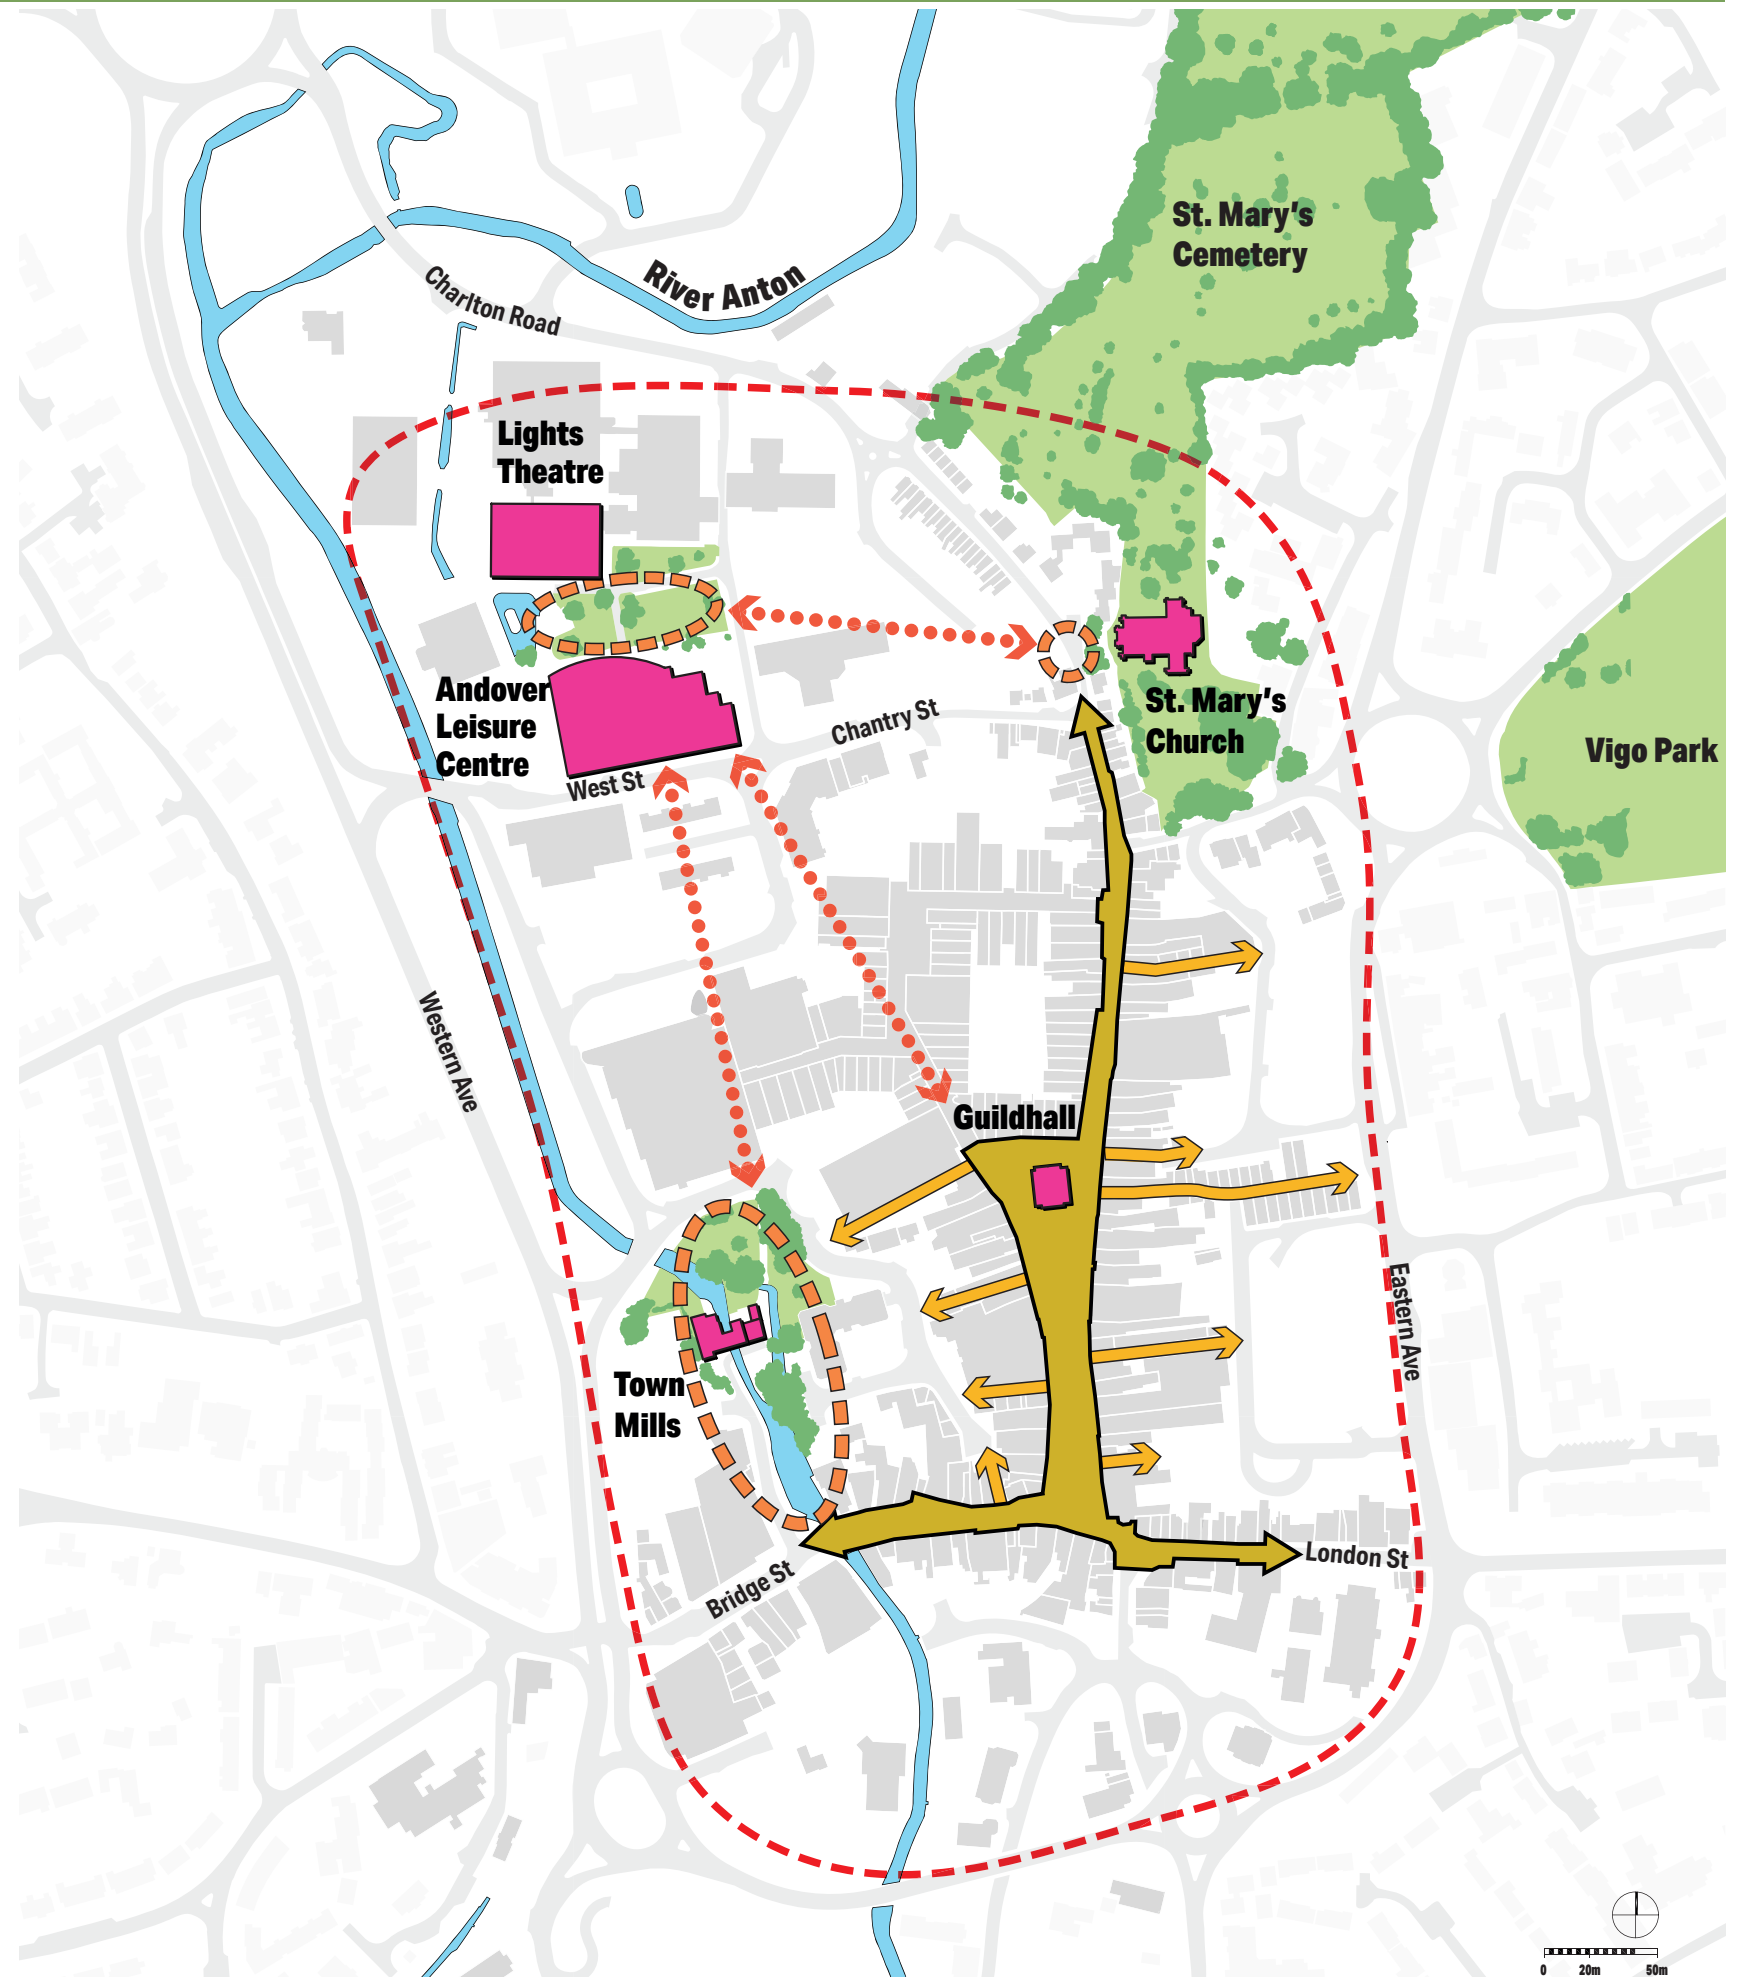 St. Mary's
Cemetery
River Anton
Charlton Road
Lights
Theatre
Andover
Leisure
Centre
St. Mary's
Church
Chantry St
West St
Vigo Park
Western Ave
Guildhall
Eastern Ave
Town
Mills
London St
Bridge St
0 20m 50m